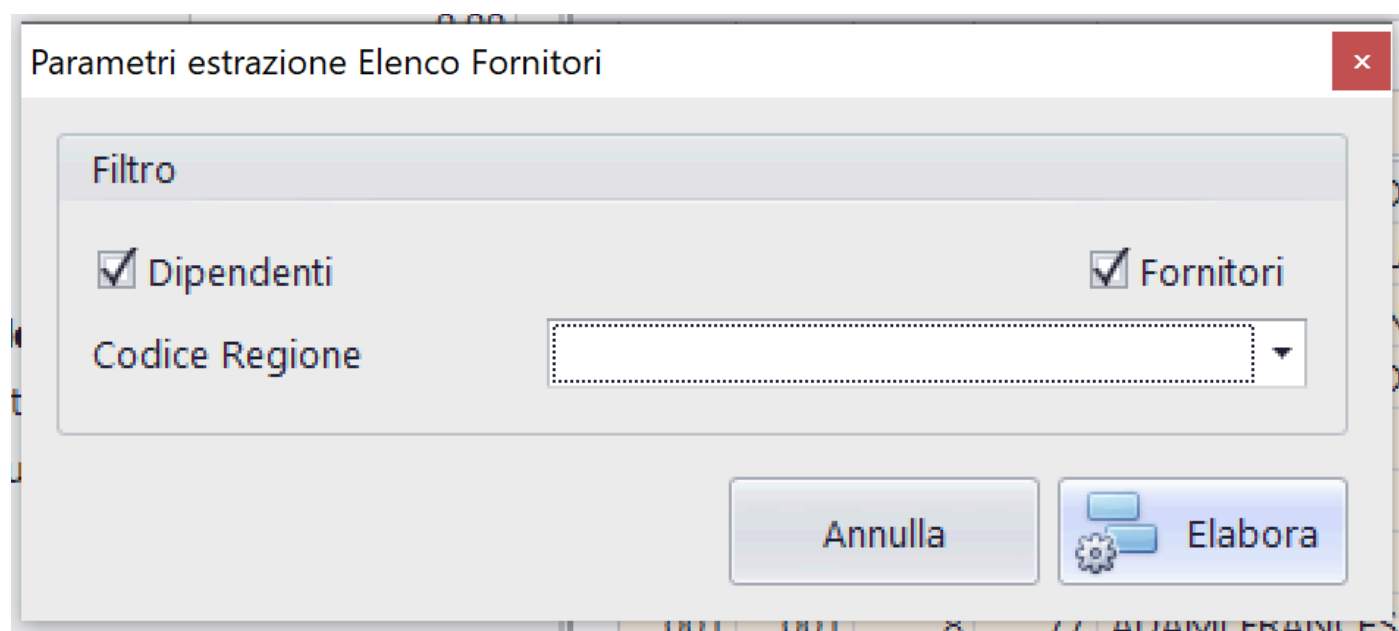 Parametri estrazione Elenco Fornitori
Filtro
Dipendenti Fornitori
Codice Regione
Annulla Elabora